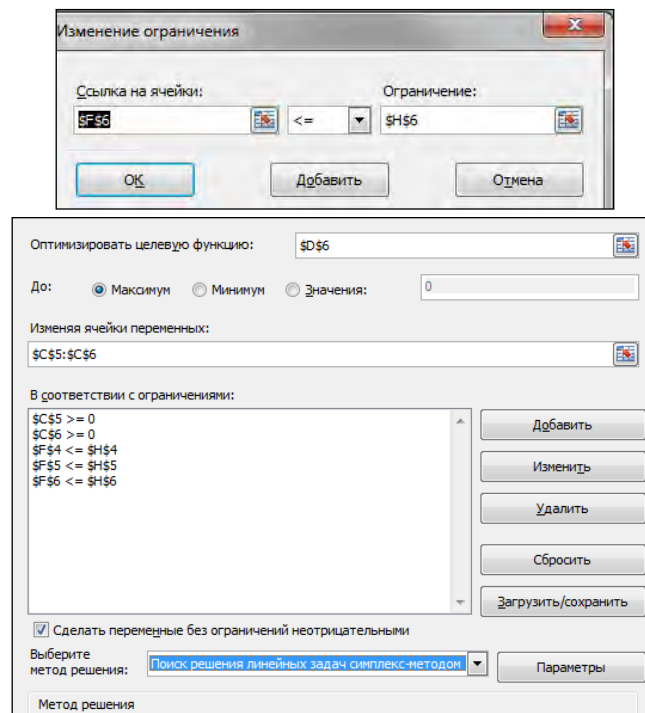 Изменение ограничения
Ссылка на ячейки: Ограничение:
$F$6 <= $H$6
ОК Добавить Отмена
Оптимизировать целевую функцию: $D$6
До: Максимум Минимум Значения: 0
Изменяя ячейки переменных:
$C$5:$C$6
В соответствии с ограничениями:
$C$5 >= 0
$C$6 >= 0
$F$4 <= $H$4
$F$5 <= $H$5
$F$6 <= $H$6
Добавить
Изменить
Удалить
Сбросить
Загрузить/сохранить
Сделать переменные без ограничений неотрицательными
Выберите
метод решения: Поиск решения линейных задач симплекс-методом Параметры
Метод решения